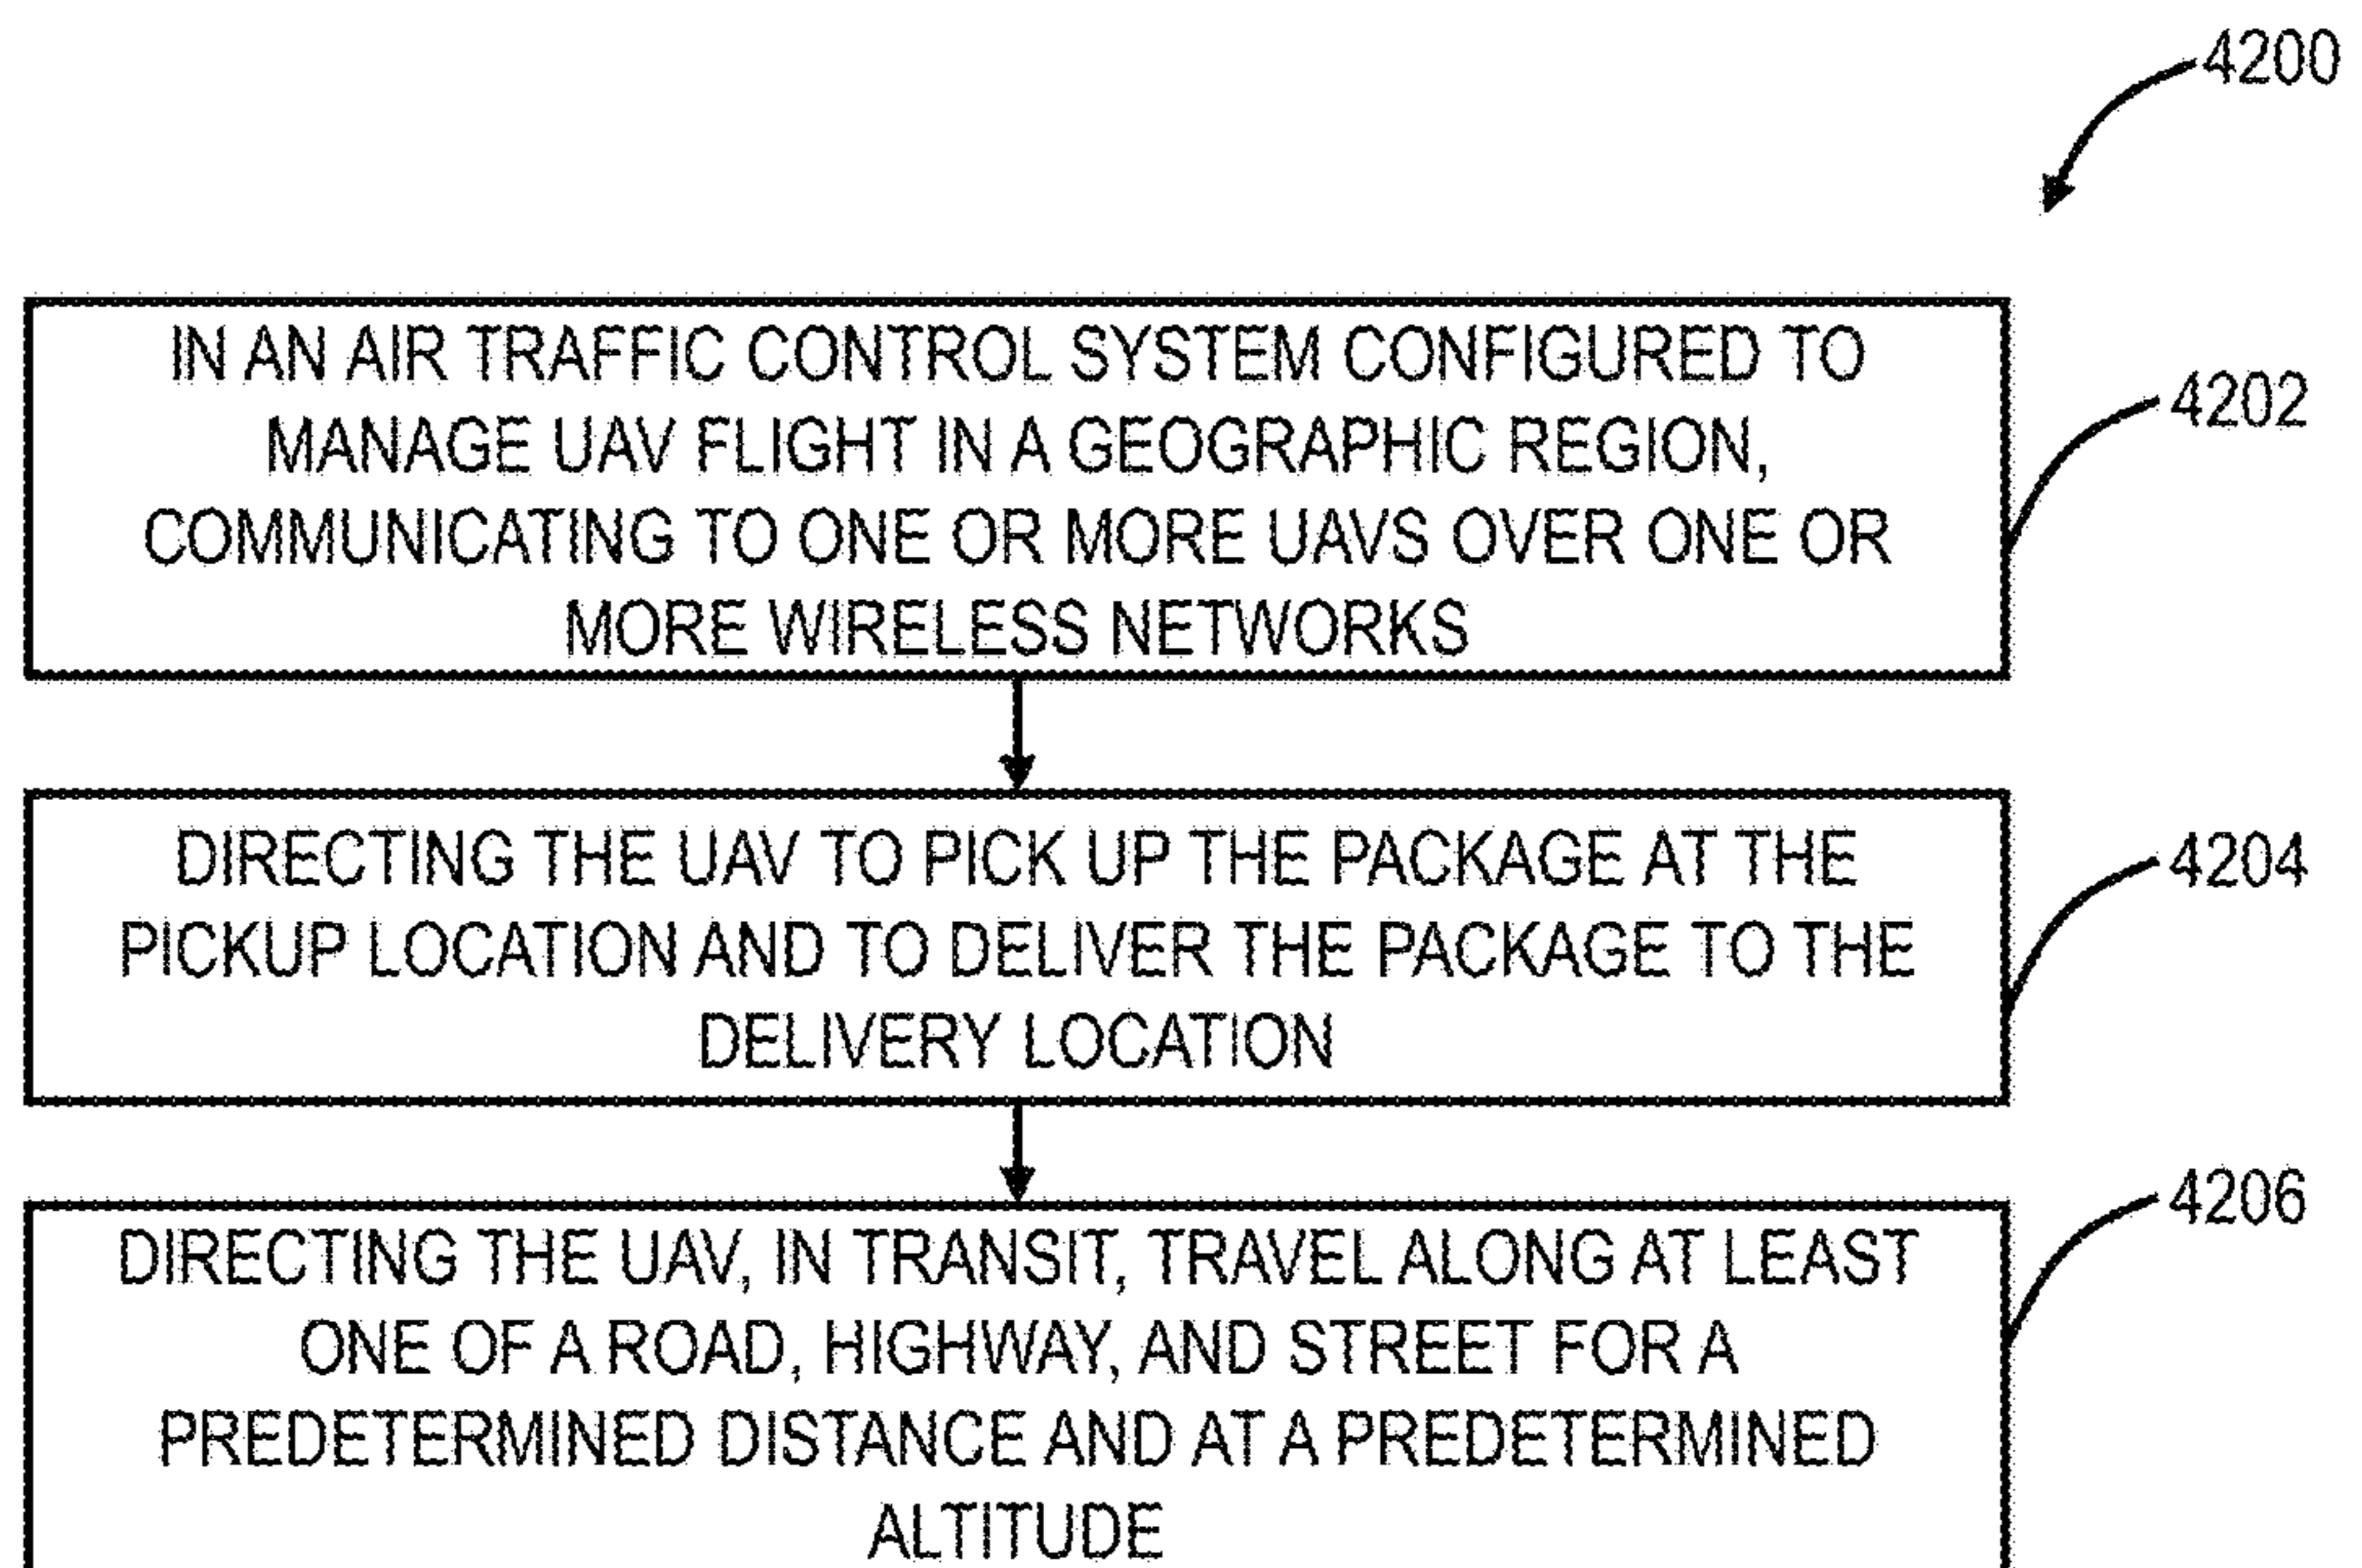 4200
IN AN AIR TRAFFIC CONTROL SYSTEM CONFIGURED TO
MANAGE UAV FLIGHT IN A GEOGRAPHIC REGION,
COMMUNICATING TO ONE OR MORE UAVS OVER ONE OR
MORE WIRELESS NETWORKS
4202
DIRECTING THE UAV TO PICK UP THE PACKAGE AT THE
PICKUP LOCATION AND TO DELIVER THE PACKAGE TO THE
DELIVERY LOCATION
4204
DIRECTING THE UAV, IN TRANSIT, TRAVEL ALONG AT LEAST
ONE OF A ROAD, HIGHWAY, AND STREET FOR A
PREDETERMINED DISTANCE AND AT A PREDETERMINED
ALTITUDE
4206